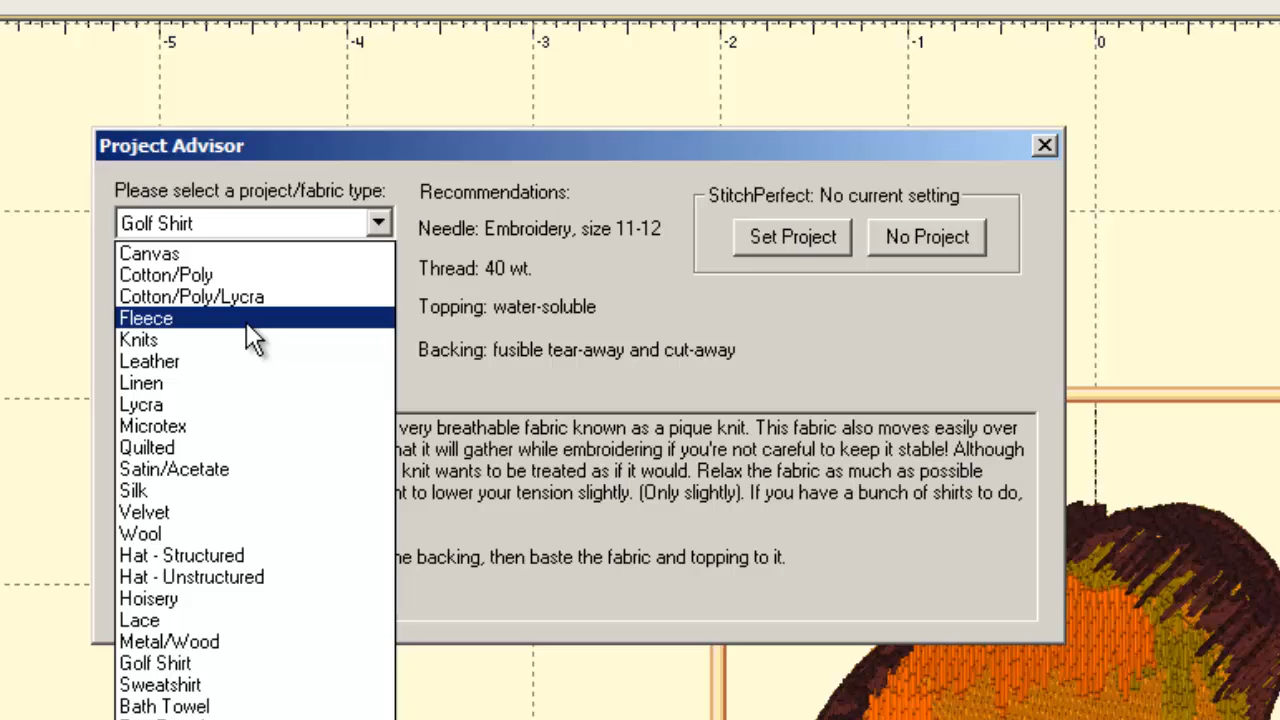 -5 -4 -3 -2 -1 0
Project Advisor
Please select a project/fabric type:
Golf Shirt
Canvas
Cotton/Poly
Cotton/Poly/Lycra
Fleece
Knits
Leather
Linen
Lycra
Microtex
Quilted
Satin/Acetate
Silk
Velvet
Wool
Hat - Structured
Hat - Unstructured
Hoisery
Lace
Metal/Wood
Golf Shirt
Sweatshirt
Bath Towel
Recommendations:
Needle: Embroidery, size 11-12
Thread: 40 wt.
Topping: water-soluble
Backing: fusible tear-away and cut-away
StitchPerfect: No current setting
Set Project No Project
very breathable fabric known as a pique knit. This fabric also moves easily over
it will gather while embroidering if you're not careful to keep it stable! Although
knit wants to be treated as if it would. Relax the fabric as much as possible
to lower your tension slightly. (Only slightly). If you have a bunch of shirts to do,
backing, then baste the fabric and topping to it.